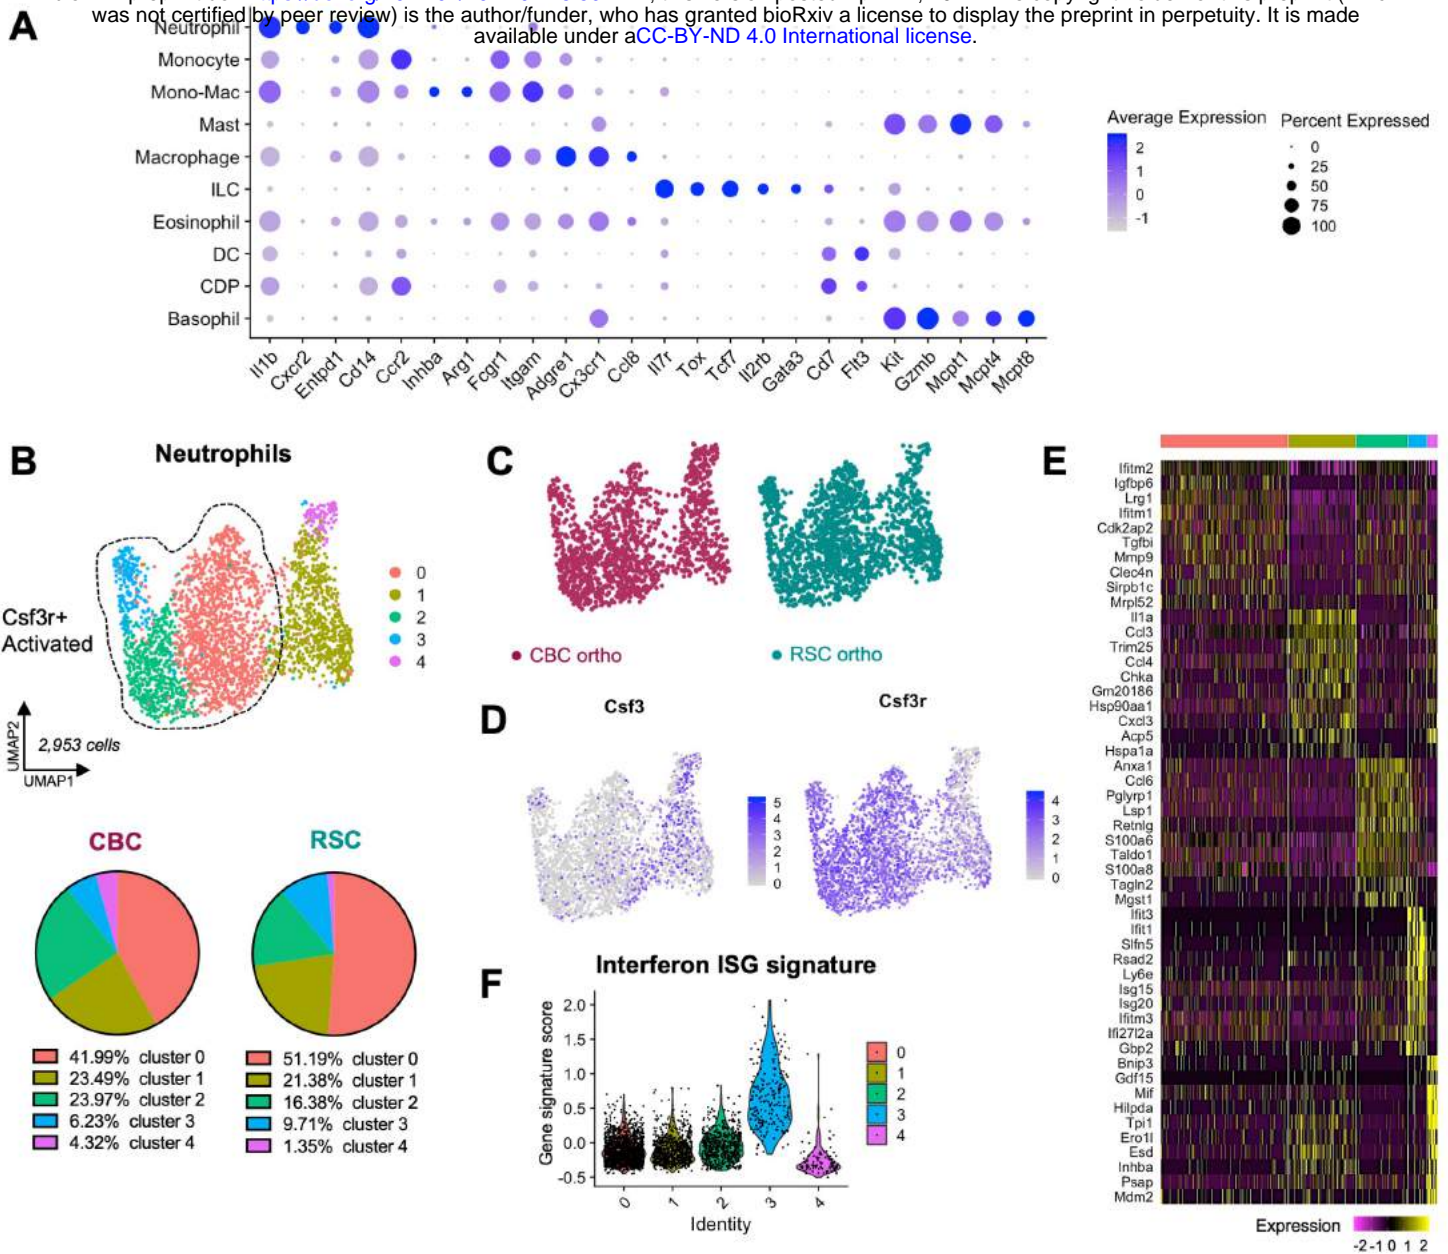 was not certified by peer review) is the author/funder, who has granted bioRxiv a license to display the preprint in perpetuity. It is made
available under aCC-BY-ND 4.0 International license.
A
Neutrophil
Monocyte
Mono-Mac
Mast
Macrophage
ILC
Eosinophil
DC
CDP
Basophil
Il1b Cxcr2 Entpd1 Cd14 Ccr2 Inhba Arg1 Fcgr1 Itgam Adgre1 Cx3cr1 Ccl8 Il7r Tox Tcf7 Il2rb Gata3 Cd7 Flt3 Kit Gzmb Mcpt1 Mcpt4 Mcpt8
Average Expression
2
1
0
-1
Percent Expressed
0
25
50
75
100
B
Neutrophils
Csf3r+
Activated
0
1
2
3
4
UMAP2
2,953 cells
UMAP1
CBC
41.99% cluster 0
23.49% cluster 1
23.97% cluster 2
6.23% cluster 3
4.32% cluster 4
RSC
51.19% cluster 0
21.38% cluster 1
16.38% cluster 2
9.71% cluster 3
1.35% cluster 4
C
CBC ortho
RSC ortho
D
Csf3
5
4
3
2
1
0
Csf3r
4
3
2
1
0
E
Ifitm2
Igfbp6
Lrg1
Ifitm1
Cdk2ap2
Tgfbi
Mmp9
Clec4n
Sirpb1c
Mrpl52
Il1a
Ccl3
Trim25
Ccl4
Chka
Gm20186
Hsp90aa1
Cxcl3
Acp5
Hspa1a
Anxa1
Ccl6
Pglyrp1
Lsp1
Retnlg
S100a6
Taldo1
S100a8
Tagln2
Mgst1
Ifit3
Ifit1
Slfn5
Rsad2
Ly6e
Isg15
Isg20
Ifitm3
Ifi27l2a
Gbp2
Bnip3
Gdf15
Mif
Hilpda
Tpi1
Ero1l
Esd
Inhba
Psap
Mdm2
Expression
-2 -1 0 1 2
F
Interferon ISG signature
Gene signature score
2.0
1.5
1.0
0.5
0.0
-0.5
0 1 2 3 4
Identity
0
1
2
3
4